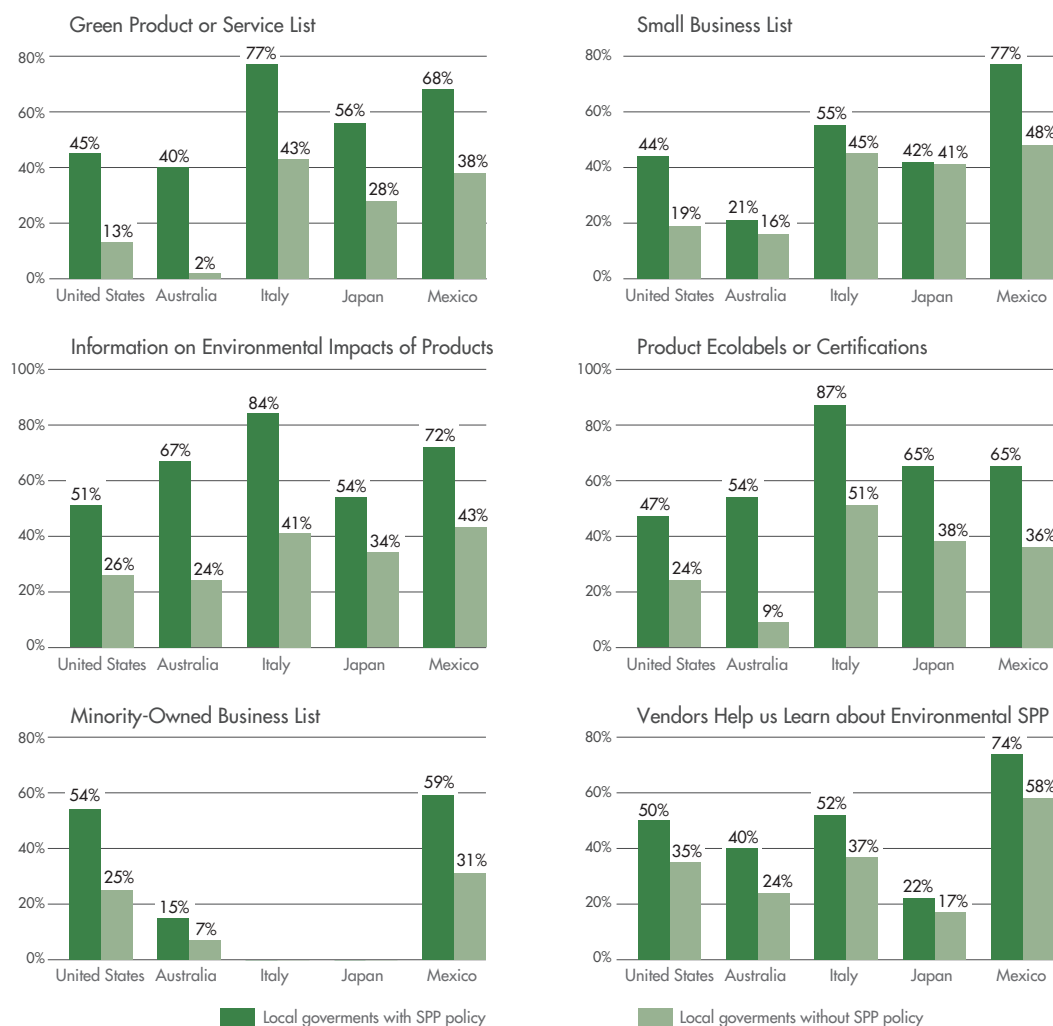 Green Product or Service List
80%
60%
40%
20%
0%
45%
13%
40%
2%
77%
43%
56%
28%
68%
38%
United States
Australia
Italy
Japan
Mexico
Small Business List
80%
60%
40%
20%
0%
44%
19%
21%
16%
55%
45%
42%
41%
77%
48%
United States
Australia
Italy
Japan
Mexico
Information on Environmental Impacts of Products
100%
80%
60%
40%
20%
0%
51%
26%
67%
24%
84%
41%
54%
34%
72%
43%
United States
Australia
Italy
Japan
Mexico
Product Ecolabels or Certifications
100%
80%
60%
40%
20%
0%
47%
24%
54%
9%
87%
51%
65%
38%
65%
36%
United States
Australia
Italy
Japan
Mexico
Minority-Owned Business List
80%
60%
40%
20%
0%
54%
25%
15%
7%
59%
31%
United States
Australia
Italy
Japan
Mexico
Vendors Help us Learn about Environmental SPP
80%
60%
40%
20%
0%
50%
35%
40%
24%
52%
37%
22%
17%
74%
58%
United States
Australia
Italy
Japan
Mexico
Local goverments with SPP policy
Local goverments without SPP policy